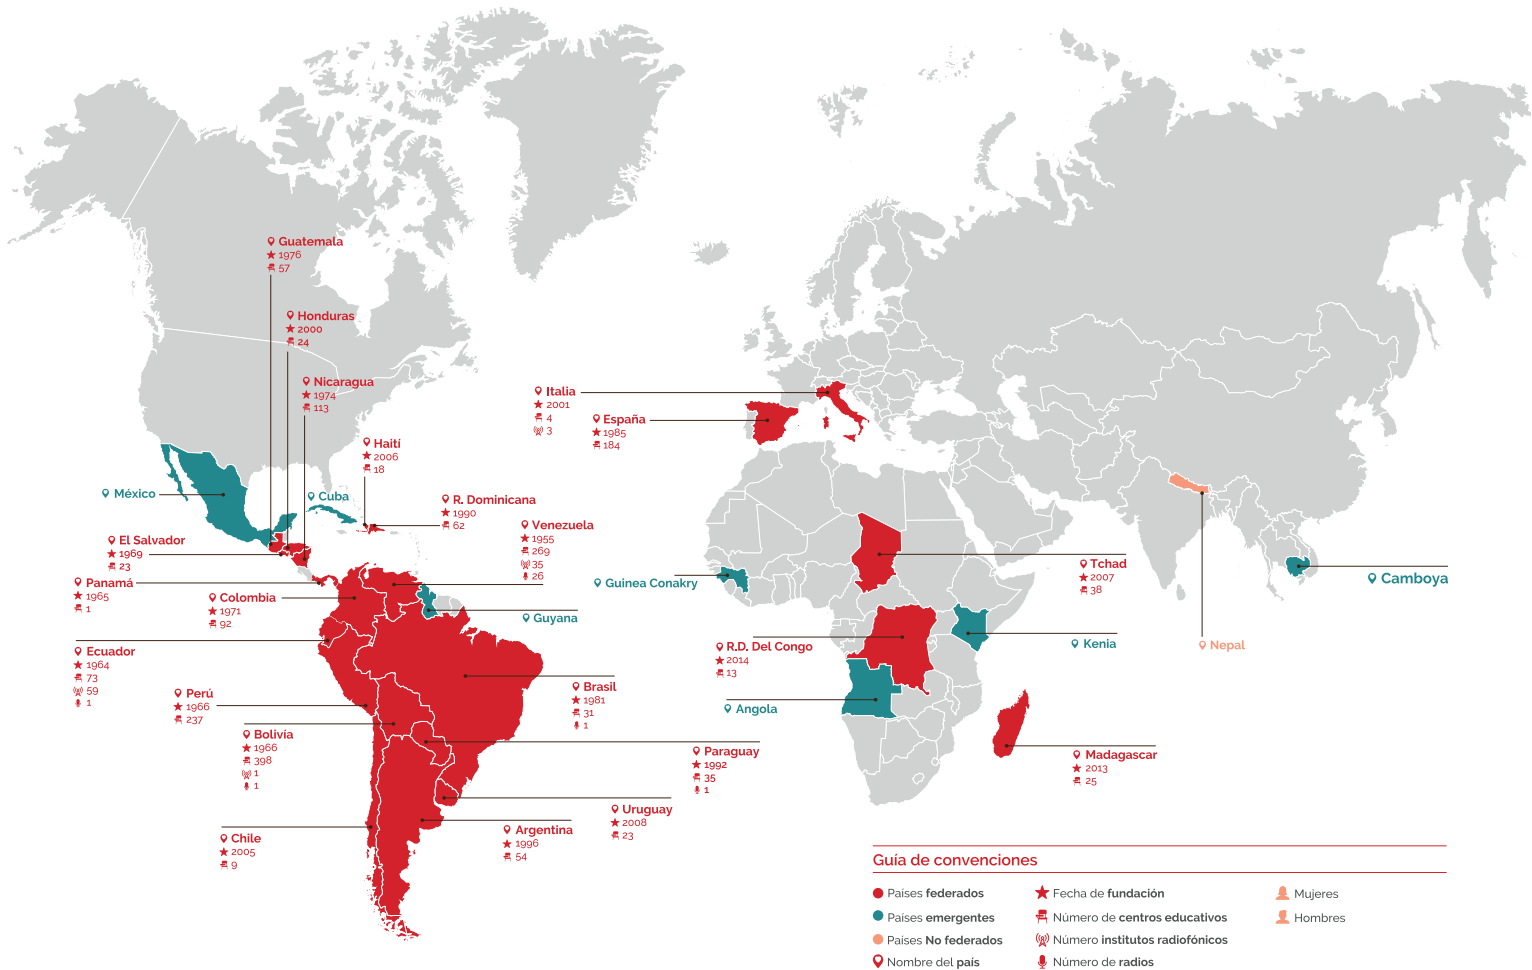 Guatemala
1976
57
Honduras
2000
24
Nicaragua
1974
113
Haití
2006
18
México
Cuba
R. Dominicana
1990
62
Venezuela
1955
269
35
26
El Salvador
1969
23
Panamá
1965
1
Colombia
1971
92
Guyana
Ecuador
1964
73
59
1
Perú
1966
237
Bolivía
1966
398
1
1
Brasil
1981
31
1
Paraguay
1992
35
1
Uruguay
2008
23
Argentina
1996
54
Chile
2005
9
Italia
2001
4
3
España
1985
184
Guinea Conakry
Tchad
2007
38
R.D. Del Congo
2014
13
Kenia
Angola
Madagascar
2013
25
Nepal
Camboya
Guía de convenciones
Países federados
Países emergentes
Países No federados
Nombre del país
Fecha de fundación
Número de centros educativos
Número institutos radiofónicos
Número de radios
Mujeres
Hombres